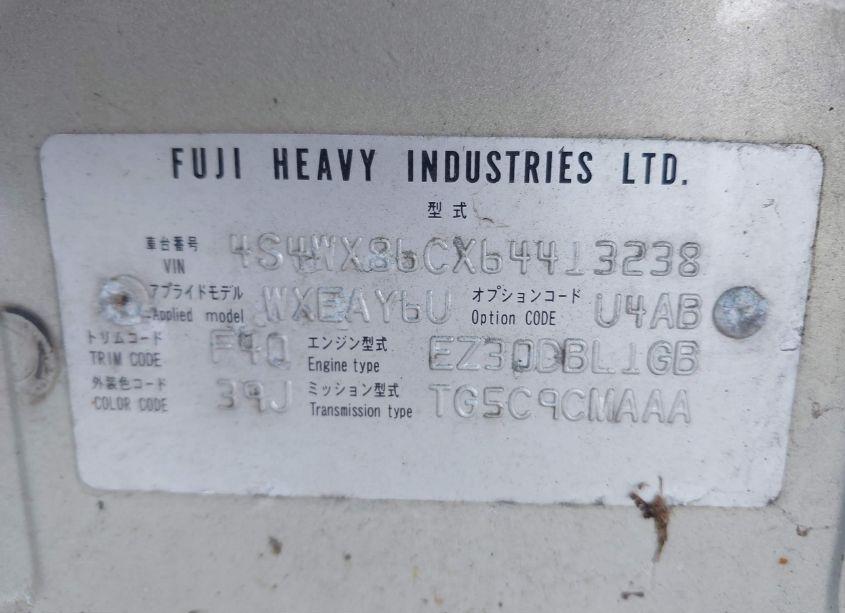 FUJI HEAVY INDUSTRIES LTD.
型式
車台番号 VIN 4S4WX86CX64413238
アプライドモデル Applied model WXEAY6U オプションコード Option CODE U4AB
トリムコード TRIM CODE F4Q エンジン型式 Engine type EZ30DBL1GB
外装色コード COLOR CODE 39J ミッション型式 Transmission type TG5C9CMAAA